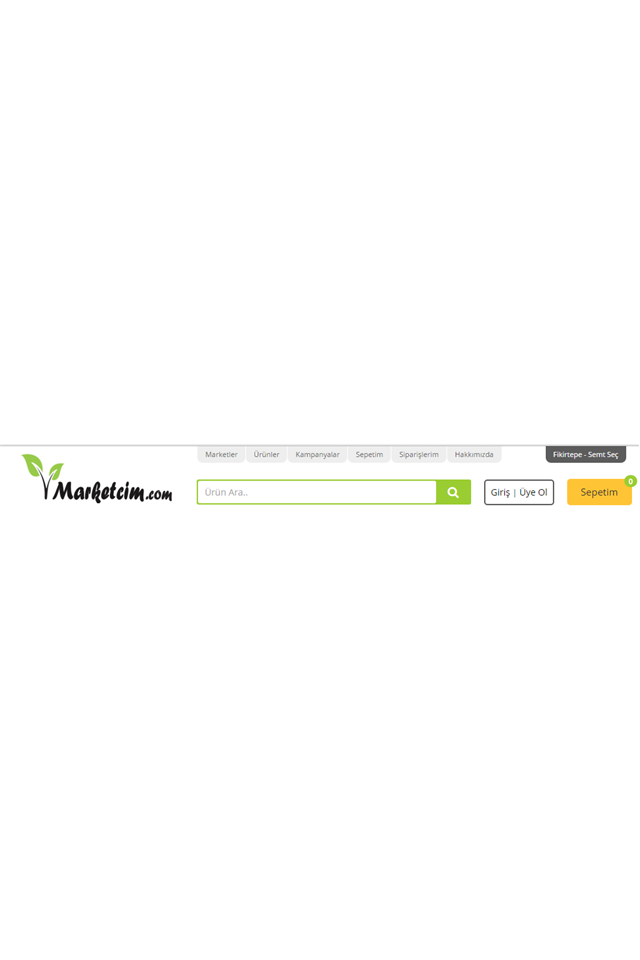 Marketler Ürünler Kampanyalar Sepetim Siparişlerim Hakkımızda Fikirtepe - Semt Seç
Marketcim.com
Ürün Ara.. Giriş | Üye Ol Sepetim 0